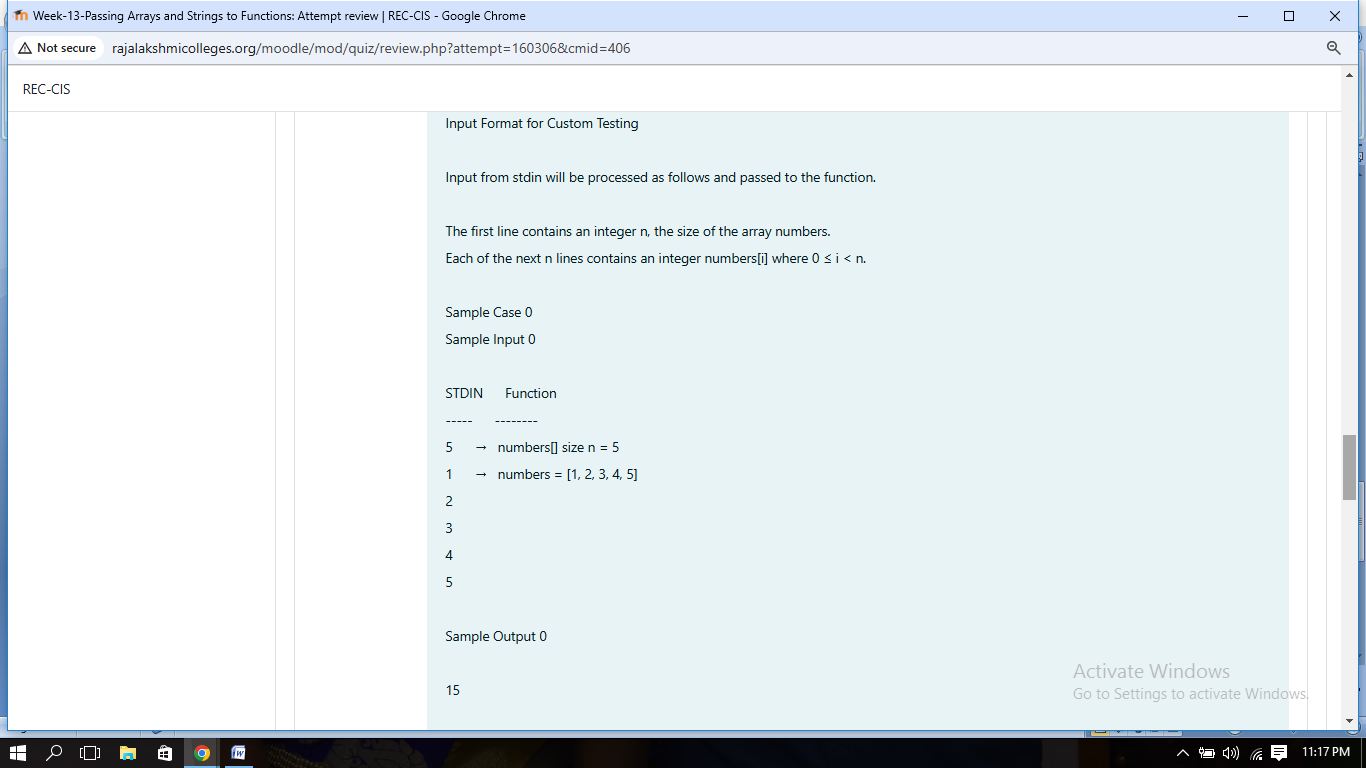 Week-13-Passing Arrays and Strings to Functions: Attempt review | REC-CIS - Google Chrome
Not secure rajalakshmicolleges.org/moodle/mod/quiz/review.php?attempt=160306&cmid=406
REC-CIS
Input Format for Custom Testing
Input from stdin will be processed as follows and passed to the function.
The first line contains an integer n, the size of the array numbers.
Each of the next n lines contains an integer numbers[i] where 0 ≤ i < n.
Sample Case 0
Sample Input 0
STDIN Function
----- --------
5 → numbers[] size n = 5
1 → numbers = [1, 2, 3, 4, 5]
2
3
4
5
Sample Output 0
15
Activate Windows
Go to Settings to activate Windows.
11:17 PM